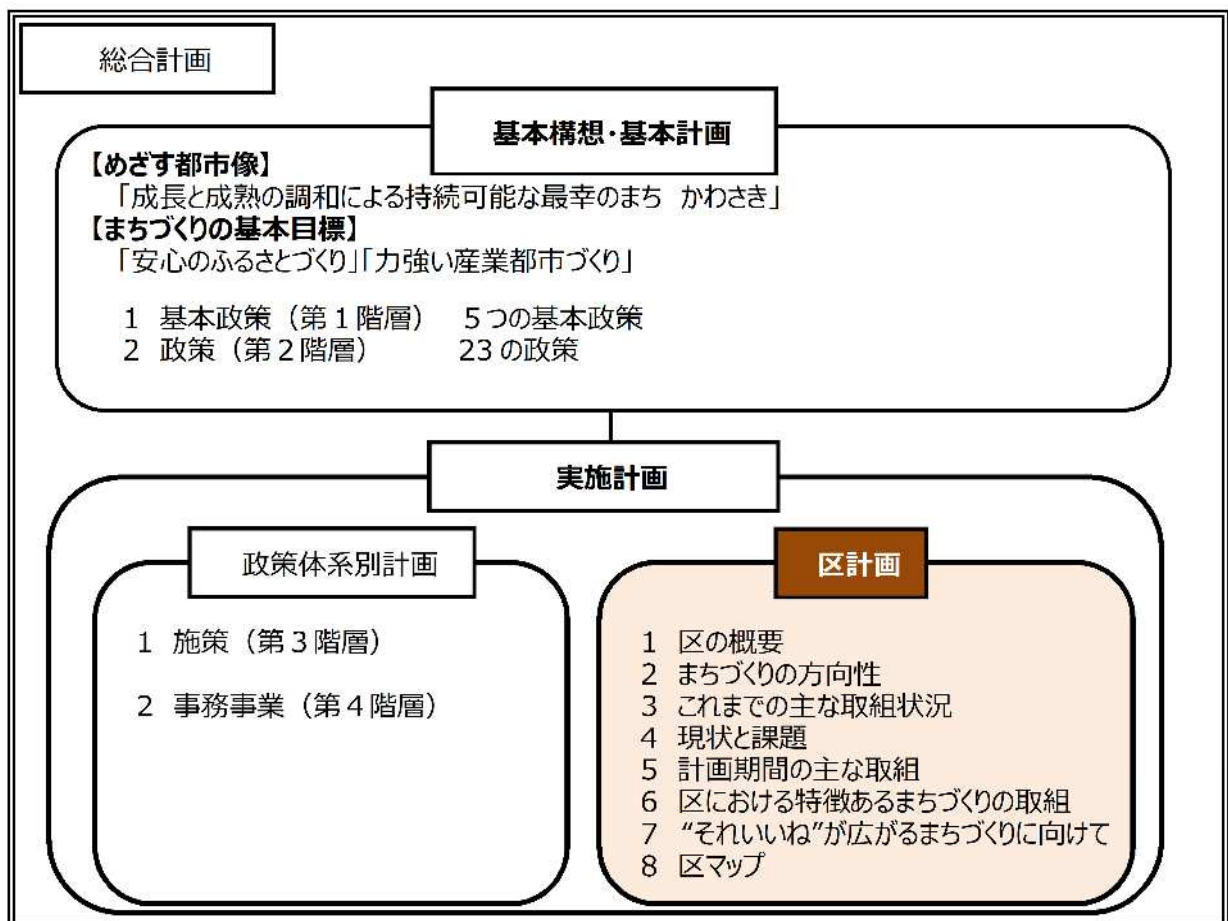 総合計画
基本構想・基本計画
【めざす都市像】
「成長と成熟の調和による持続可能な最幸のまち　かわさき」
【まちづくりの基本目標】
「安心のふるさとづくり」「力強い産業都市づくり」
1　基本政策（第1階層）　5つの基本政策
2　政策（第2階層）　23の政策
実施計画
政策体系別計画
1　施策（第3階層）
2　事務事業（第4階層）
区計画
1　区の概要
2　まちづくりの方向性
3　これまでの主な取組状況
4　現状と課題
5　計画期間の主な取組
6　区における特徴あるまちづくりの取組
7　“それいいね”が広がるまちづくりに向けて
8　区マップ